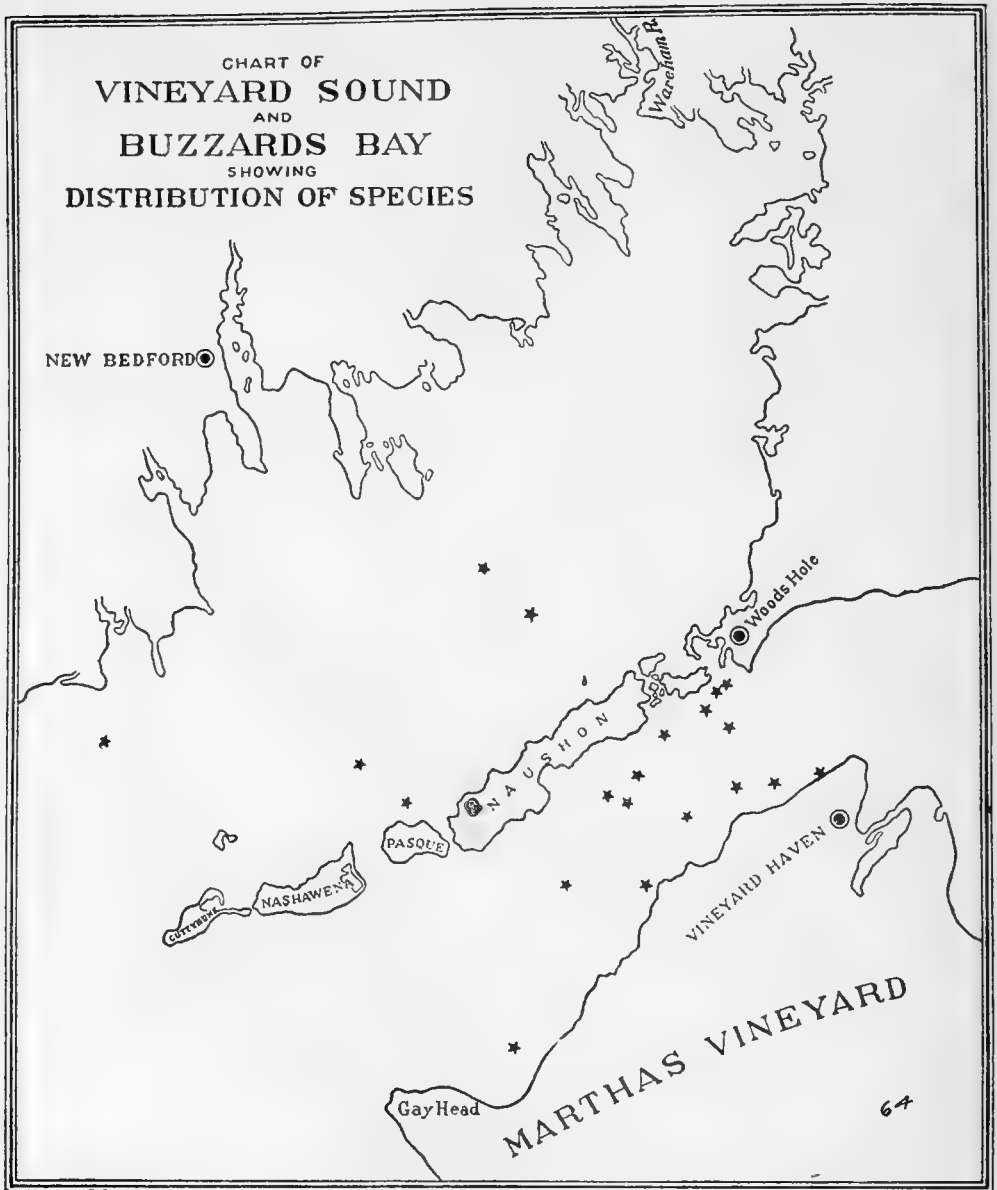 CHART OF
VINEYARD SOUND
AND
BUZZARDS BAY
SHOWING
DISTRIBUTION OF SPECIES
Wareham R.
NEW BEDFORD
Woods Hole
NAUSHON
PASQUE
NASHAWENA
CUTTYHUNK
VINEYARD HAVEN
MARTHAS VINEYARD
Gay Head
64